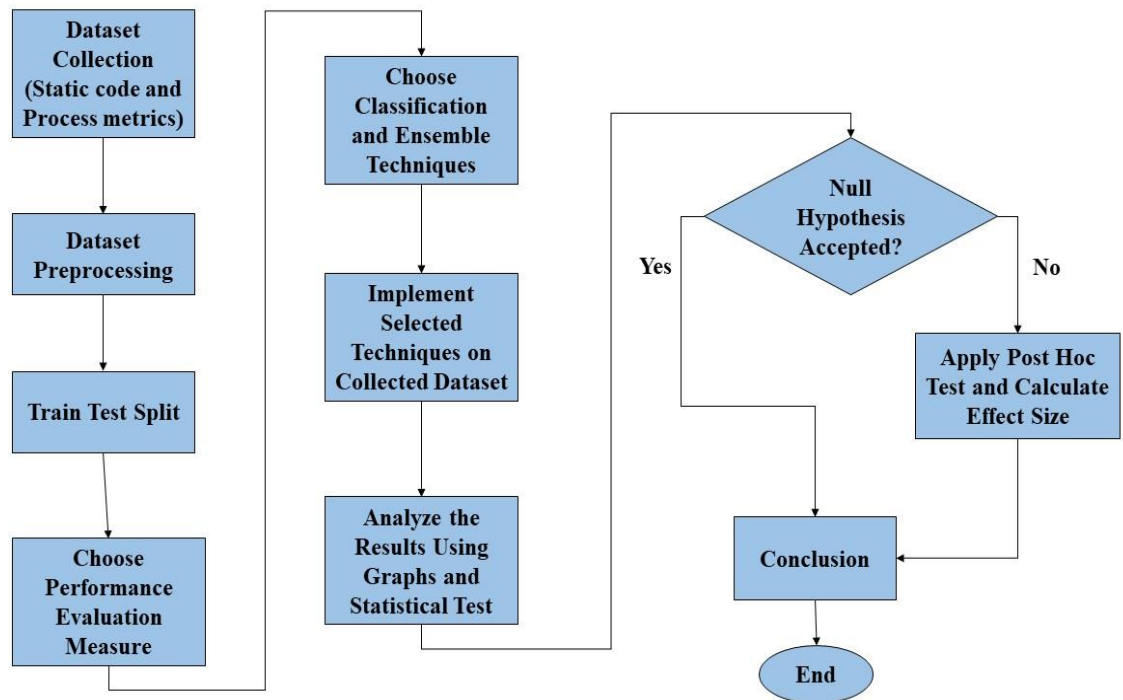 Dataset
Collection
(Static code and
Process metrics)
Dataset
Preprocessing
Train Test Split
Choose
Performance
Evaluation
Measure
Choose
Classification
and Ensemble
Techniques
Implement
Selected
Techniques on
Collected Dataset
Analyze the
Results Using
Graphs and
Statistical Test
Null
Hypothesis
Accepted?
Yes
No
Apply Post Hoc
Test and Calculate
Effect Size
Conclusion
End